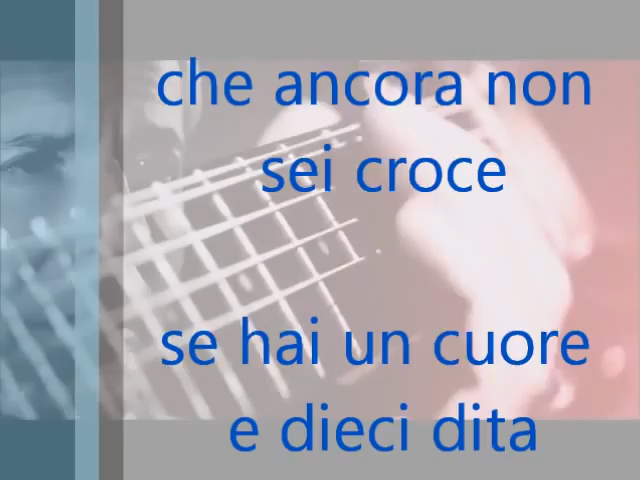 che ancora non
sei croce
se hai un cuore
e dieci dita